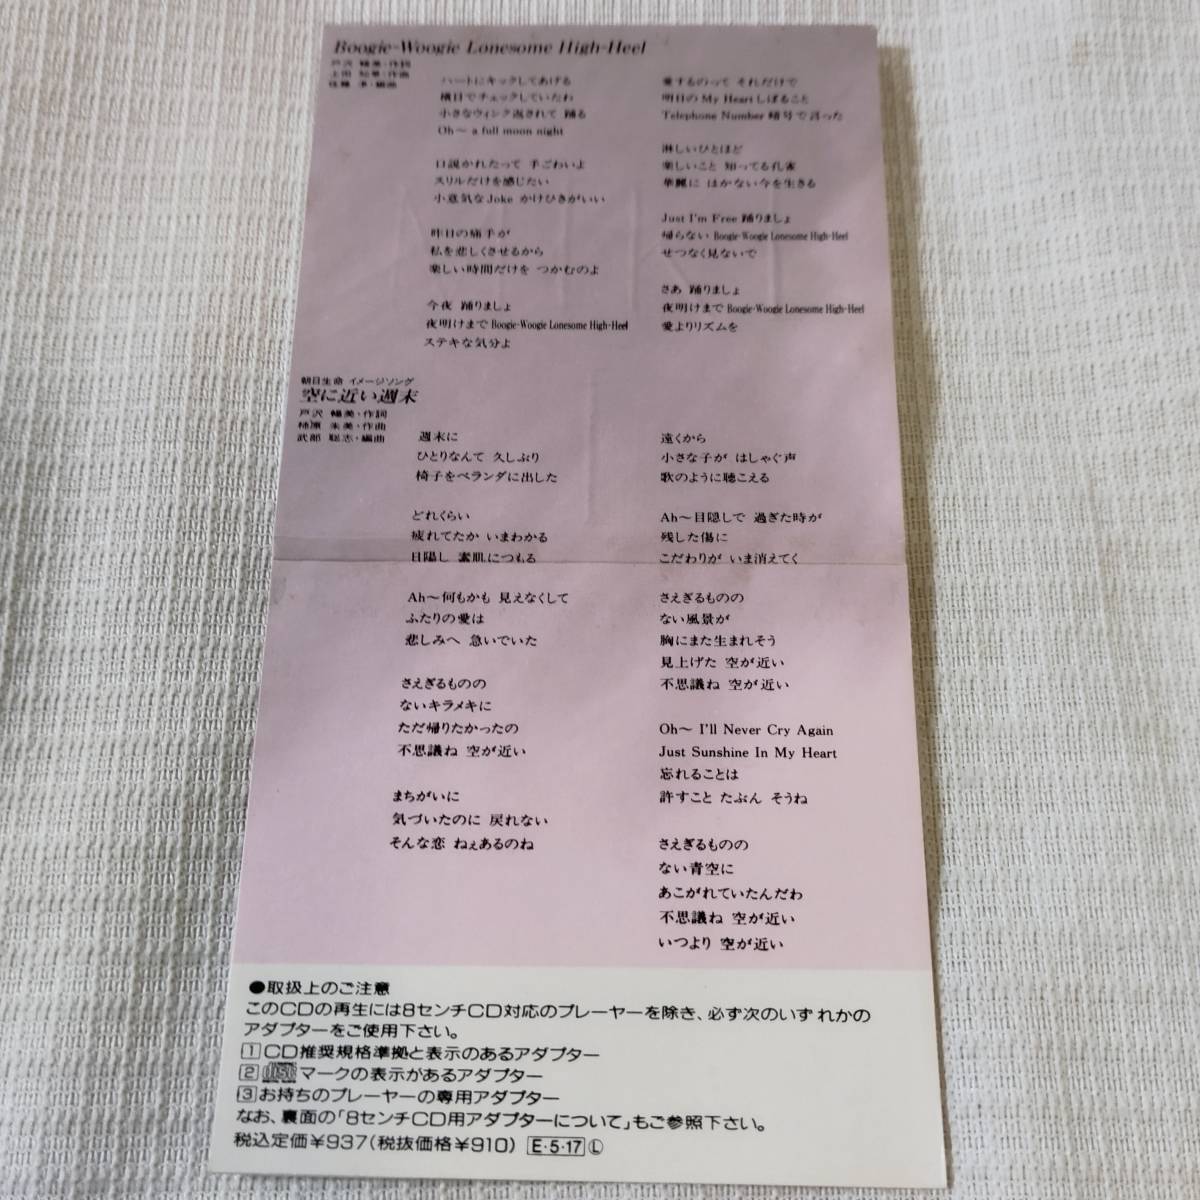 Boogie-Woogie Lonesome High-Heel
戸沢 暢美・作詞
上田 知華・作曲
佐藤 準・編曲
ハートにキックしてあげる
横目でチェックしていたわ
小さなウィンク返されて 踊る
Oh〜 a full moon night
口説かれたって 手ごわいよ
スリルだけを感じたい
小意気なJoke かけひきがいい
昨日の痛手が
私を悲しくさせるから
楽しい時間だけを つかむのよ
今夜 踊りましょ
夜明けまで Boogie-Woogie Lonesome High-Heel
ステキな気分よ
愛するのって それだけで
明日の My Heart しばること
Telephone Number 暗号で言った
淋しいひとほど
楽しいこと 知ってる孔雀
華麗に はかない今を生きる
Just I'm Free 踊りましょ
帰らない Boogie-Woogie Lonesome High-Heel
せつなく見ないで
さあ 踊りましょ
夜明けまで Boogie-Woogie Lonesome High-Heel
愛よりリズムを
朝日生命 イメージソング
空に近い週末
戸沢 暢美・作詞
柿原 朱美・作曲
武部 聡志・編曲
週末に
ひとりなんて 久しぶり
椅子をベランダに出した
どれくらい
疲れてたか いまわかる
日陽し 素肌につもる
Ah〜何もかも 見えなくして
ふたりの愛は
悲しみへ 急いでいた
さえぎるものの
ないキラメキに
ただ帰りたかったの
不思議ね 空が近い
まちがいに
気づいたのに 戻れない
そんな恋 ねぇあるのね
遠くから
小さな子が はしゃぐ声
歌のように聴こえる
Ah〜目隠しで 過ぎた時が
残した傷に
こだわりが いま消えてく
さえぎるものの
ない風景が
胸にまた生まれそう
見上げた 空が近い
不思議ね 空が近い
Oh〜 I'll Never Cry Again
Just Sunshine In My Heart
忘れることは
許すこと たぶん そうね
さえぎるものの
ない青空に
あこがれていたんだわ
不思議ね 空が近い
いつより 空が近い
●取扱上のご注意
このCDの再生には8センチCD対応のプレーヤーを除き、必ず次のいずれかの
アダプターをご使用下さい。
1 CD推奨規格準拠と表示のあるアダプター
2 disc マークの表示があるアダプター
3 お持ちのプレーヤーの専用アダプター
なお、裏面の「8センチCD用アダプターについて」もご参照下さい。
税込定価¥937(税抜価格¥910) E・5・17 Ⓛ